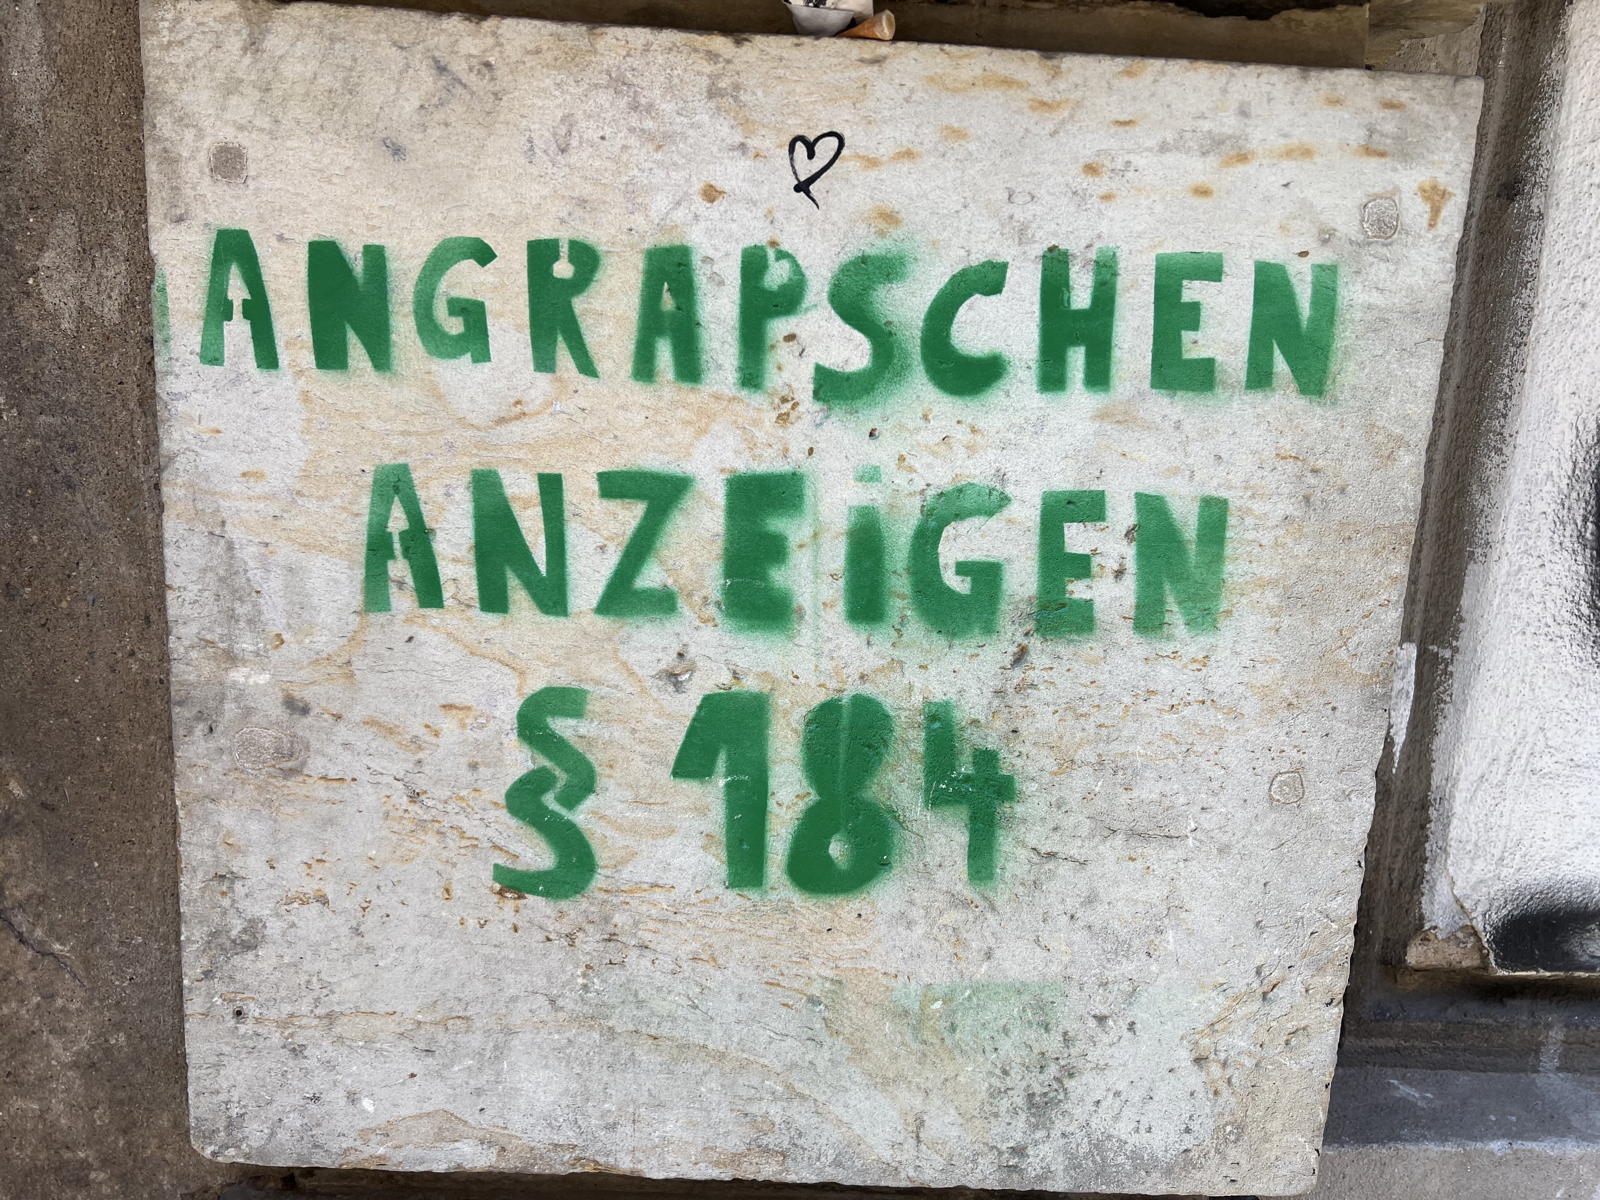 ANGRAPSCHEN
ANZEiGEN
§ 184